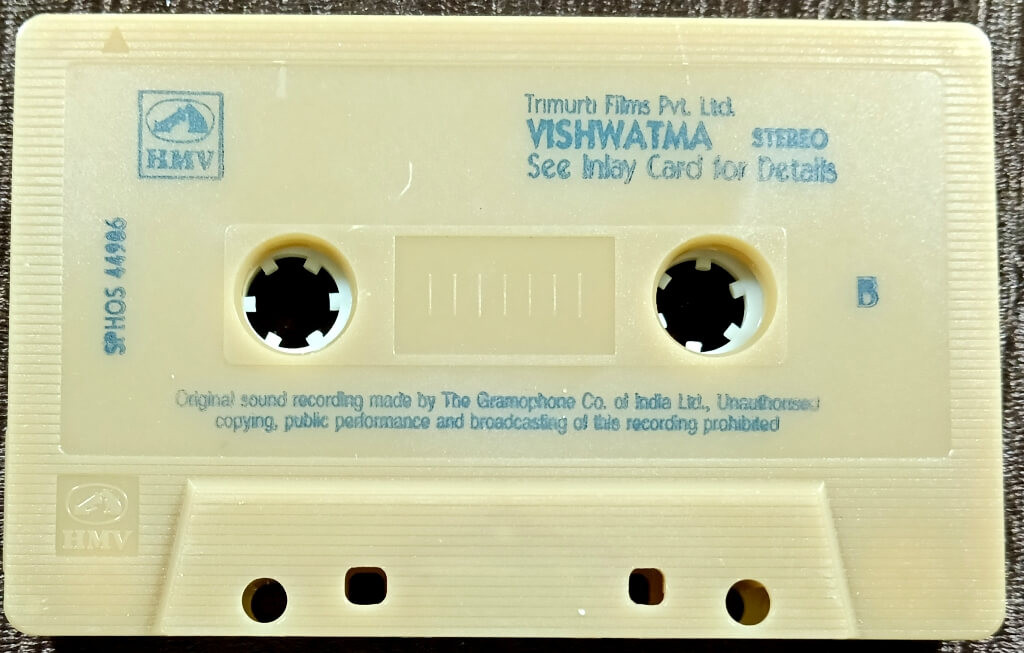 HMV
Trimurti Films Pvt. Ltd.
VISHWATMA STEREO
See Inlay Card for Details
SPHOS 44986
B
Original sound recording made by The Gramophone Co. of India Ltd., Unauthorised
copying, public performance and broadcasting of this recording prohibited
HMV